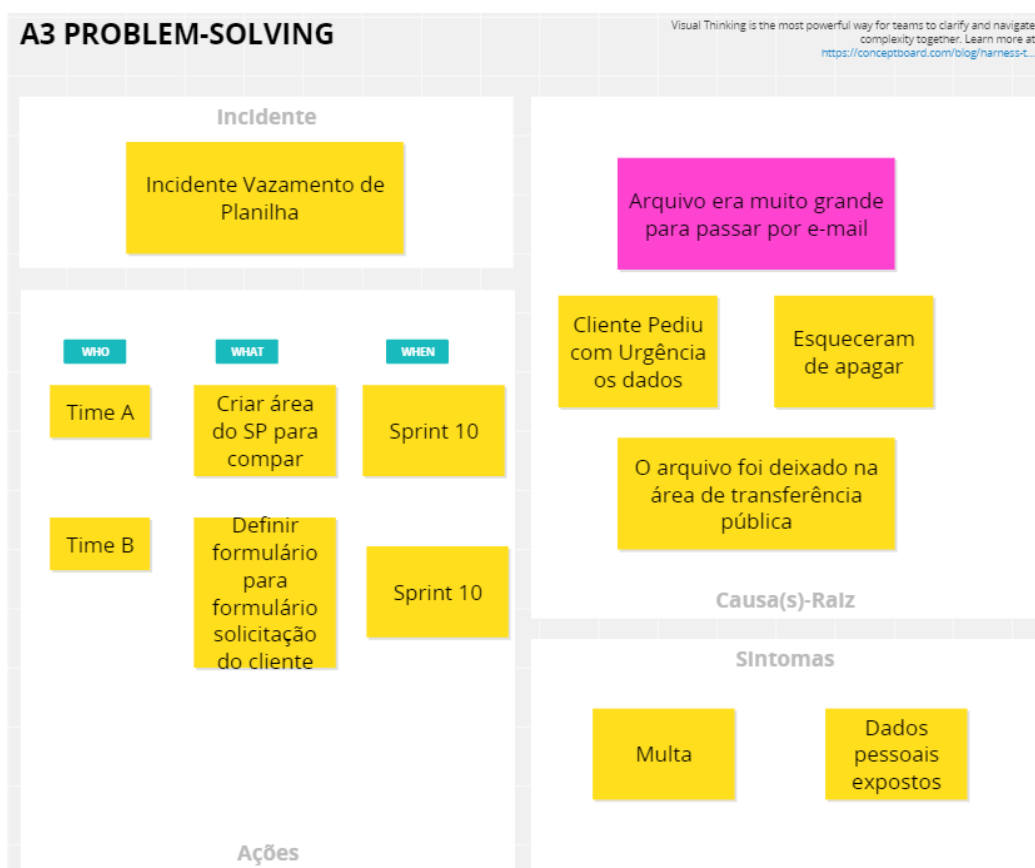 A3 PROBLEM-SOLVING
Visual Thinking is the most powerful way for teams to clarify and navigate
complexity together. Learn more at
https://conceptboard.com/blog/harness-t...
Incidente
Incidente Vazamento de
Planilha
WHO
WHAT
WHEN
Time A
Criar área
do SP para
compar
Sprint 10
Time B
Definir
formulário
para
formulário
solicitação
do cliente
Sprint 10
Ações
Arquivo era muito grande
para passar por e-mail
Cliente Pediu
com Urgência
os dados
Esqueceram
de apagar
O arquivo foi deixado na
área de transferência
pública
Causa(s)-Raiz
Sintomas
Multa
Dados
pessoais
expostos